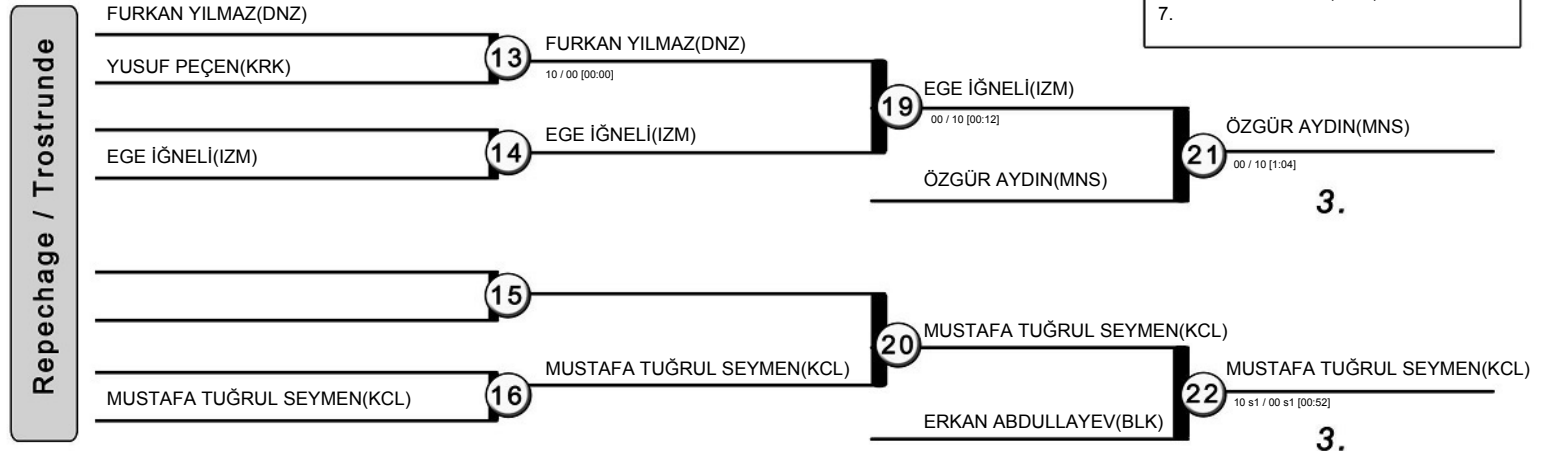 Repechage / Trostrunde
FURKAN YILMAZ(DNZ)
YUSUF PEÇEN(KRK)
13
FURKAN YILMAZ(DNZ)
10 / 00 [00:00]
EGE İĞNELİ(IZM)
14
EGE İĞNELİ(IZM)
19
EGE İĞNELİ(IZM)
00 / 10 [00:12]
ÖZGÜR AYDIN(MNS)
21
ÖZGÜR AYDIN(MNS)
00 / 10 [1:04]
3.
7.
15
MUSTAFA TUĞRUL SEYMEN(KCL)
16
MUSTAFA TUĞRUL SEYMEN(KCL)
20
MUSTAFA TUĞRUL SEYMEN(KCL)
ERKAN ABDULLAYEV(BLK)
22
MUSTAFA TUĞRUL SEYMEN(KCL)
10 s1 / 00 s1 [00:52]
3.